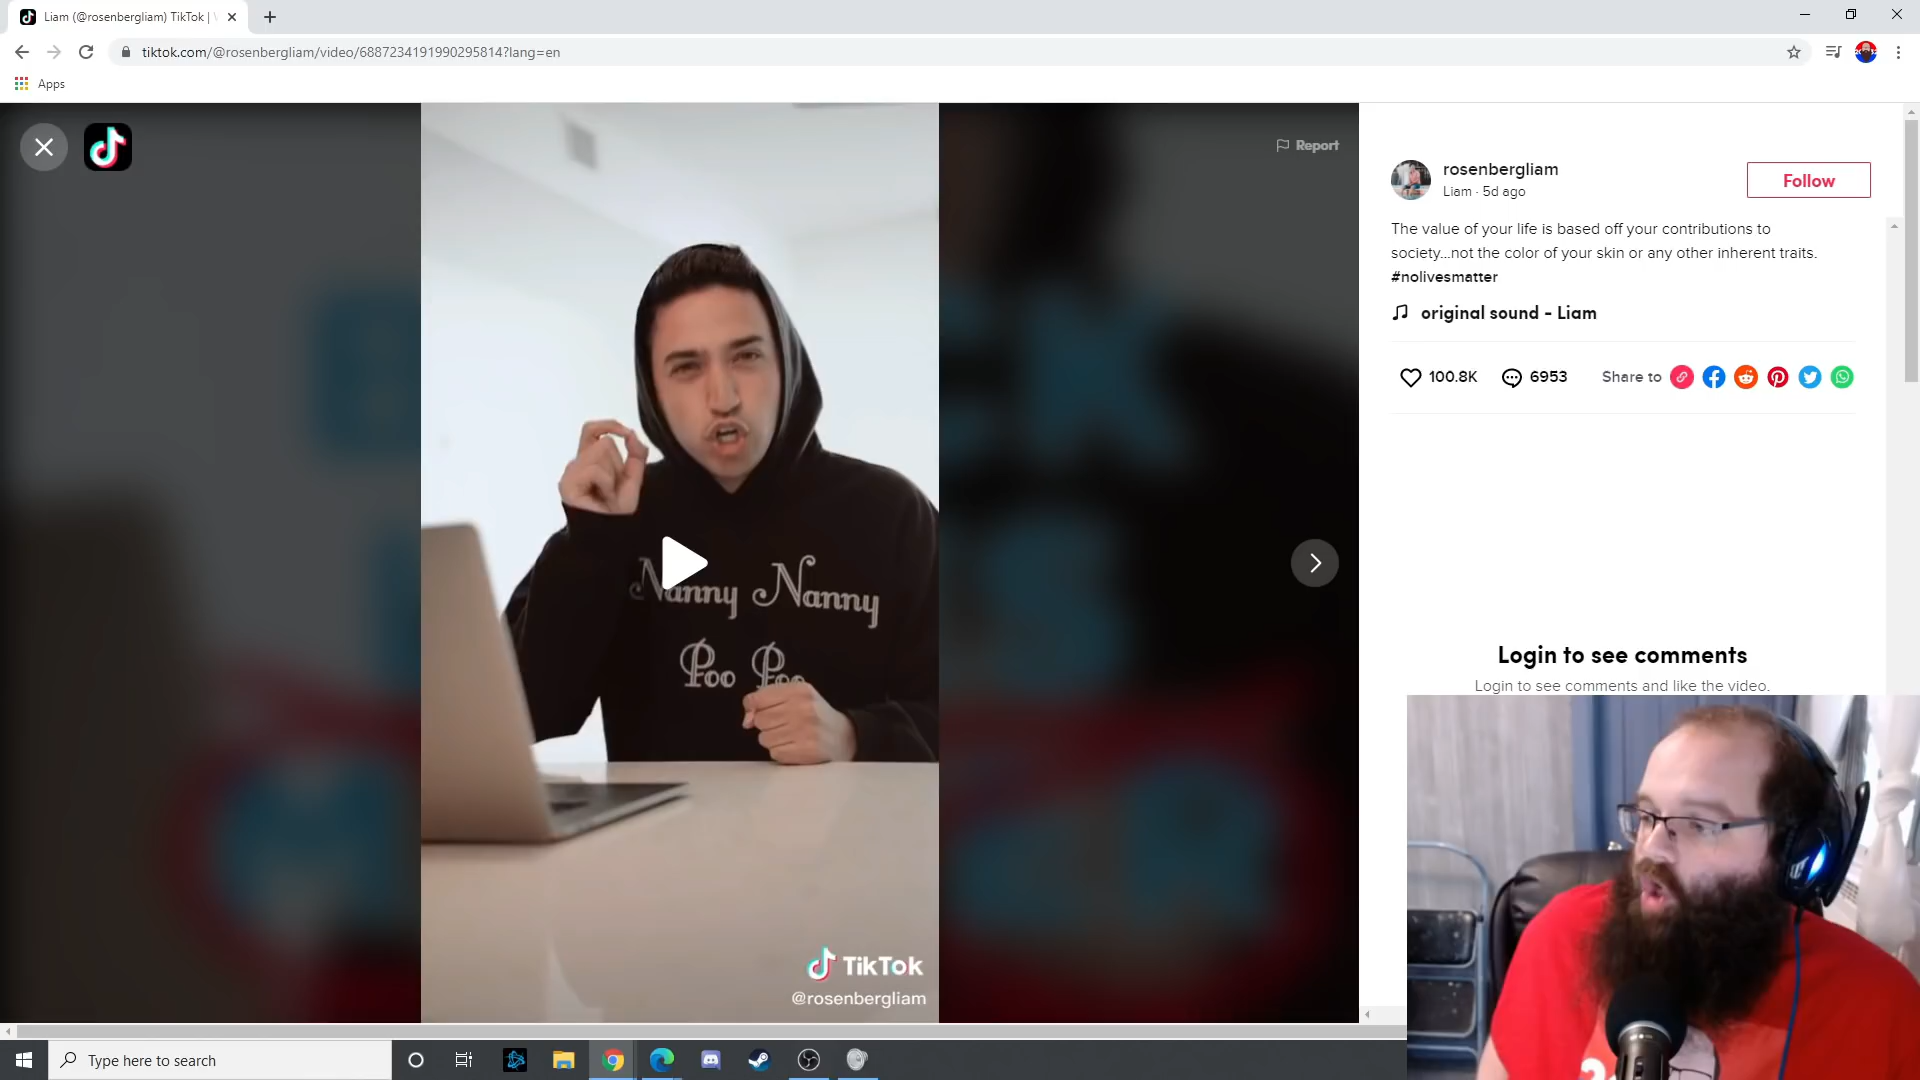 Liam (@rosenbergliam) TikTok |
tiktok.com/@rosenbergliam/video/6887234191990295814?lang=en
Apps
Report
rosenbergliam
Liam · 5d ago
Follow
The value of your life is based off your contributions to
society...not the color of your skin or any other inherent traits.
#nolivesmatter
original sound - Liam
100.8K
6953
Share to
Nanny Nanny
Poo Poo
Login to see comments
Login to see comments and like the video.
TikTok
@rosenbergliam
Type here to search